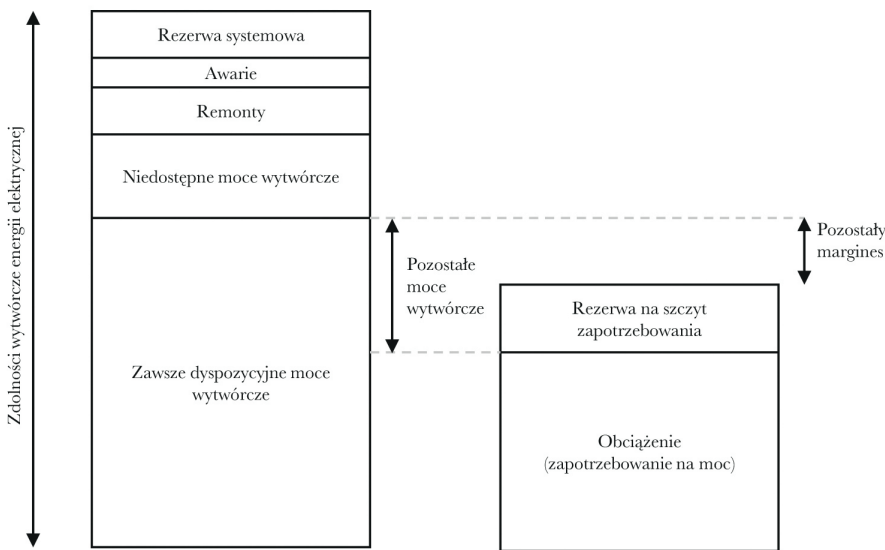 Zdolności wytwórcze energii elektrycznej
Rezerwa systemowa
Awarie
Remonty
Niedostępne moce wytwórcze
Zawsze dyspozycyjne moce
wytwórcze
Pozostałe
moce
wytwórcze
Rezerwa na szczyt
zapotrzebowania
Obciążenie
(zapotrzebowanie na moc)
Pozostały
margines